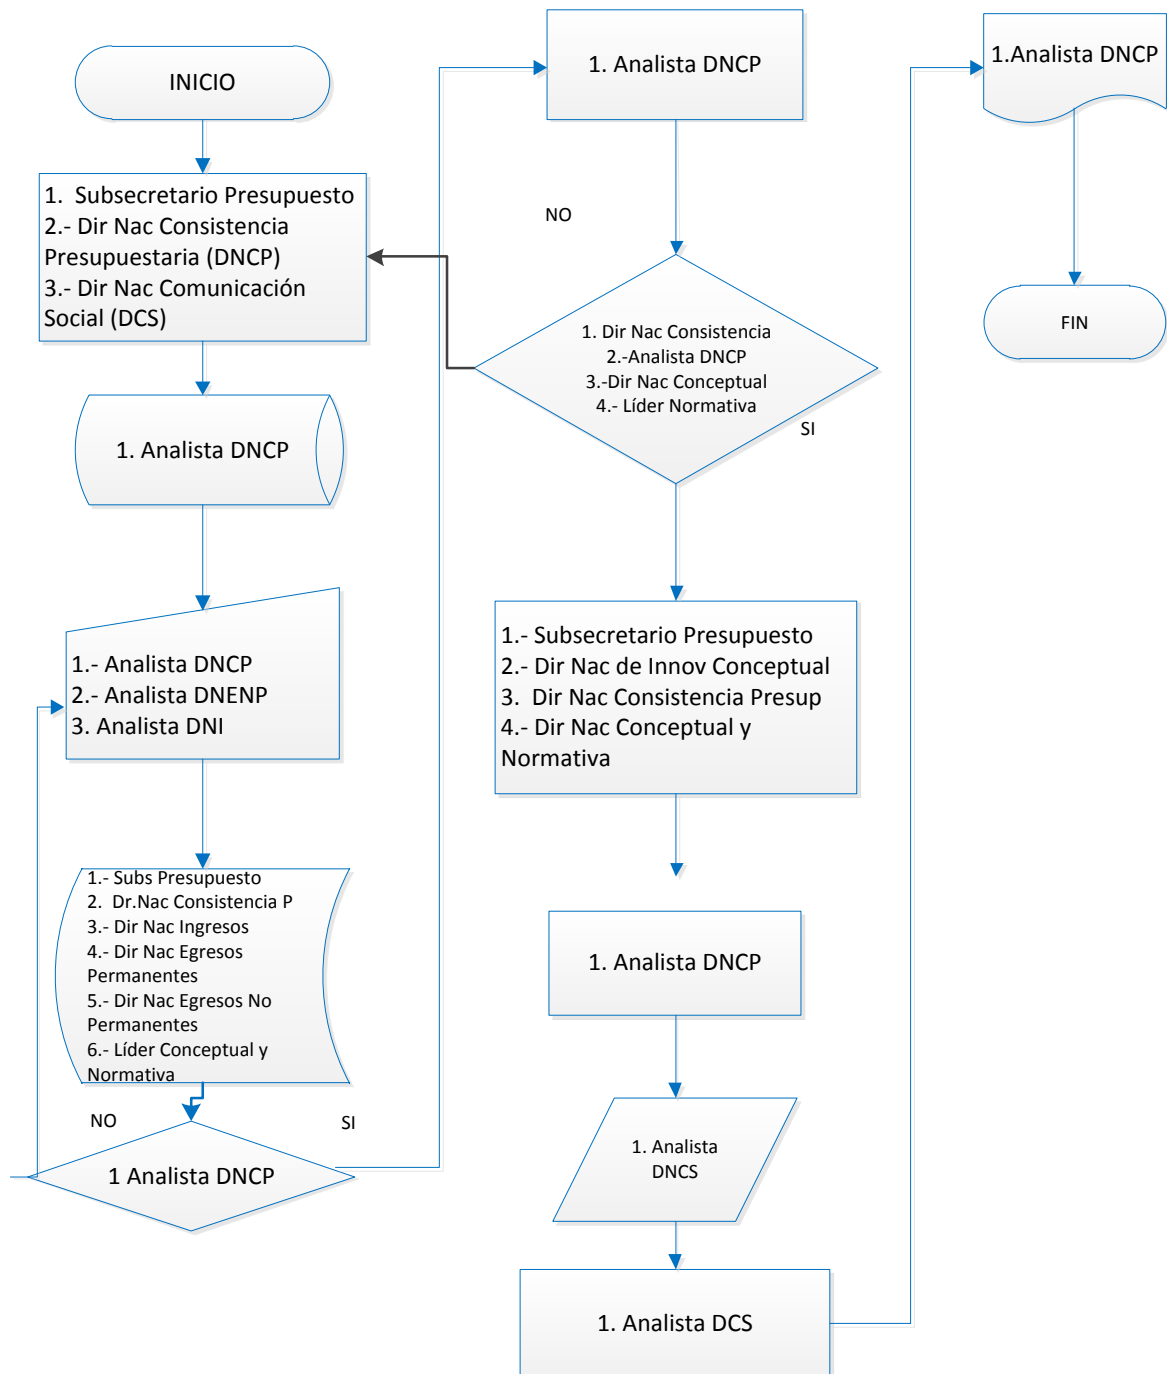 INICIO
1. Subsecretario Presupuesto
2.- Dir Nac Consistencia
Presupuestaria (DNCP)
3.- Dir Nac Comunicación
Social (DCS)
1. Analista DNCP
1.- Analista DNCP
2.- Analista DNENP
3. Analista DNI
1.- Subs Presupuesto
2. Dr.Nac Consistencia P
3.- Dir Nac Ingresos
4.- Dir Nac Egresos
Permanentes
5.- Dir Nac Egresos No
Permanentes
6.- Líder Conceptual y
Normativa
NO
SI
1 Analista DNCP
1. Analista DNCP
NO
1. Dir Nac Consistencia
2.-Analista DNCP
3.-Dir Nac Conceptual
4.- Líder Normativa
SI
1.- Subsecretario Presupuesto
2.- Dir Nac de Innov Conceptual
3. Dir Nac Consistencia Presup
4.- Dir Nac Conceptual y
Normativa
1. Analista DNCP
1. Analista
DNCS
1. Analista DCS
1.Analista DNCP
FIN